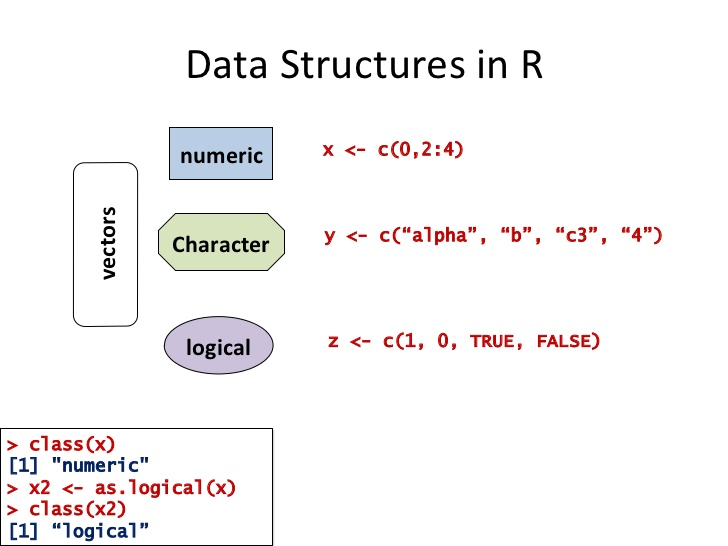 Data Structures in R
vectors
numeric
x <- c(0,2:4)
Character
y <- c(“alpha”, “b”, “c3”, “4”)
logical
z <- c(1, 0, TRUE, FALSE)
> class(x)
[1] "numeric"
> x2 <- as.logical(x)
> class(x2)
[1] “logical”